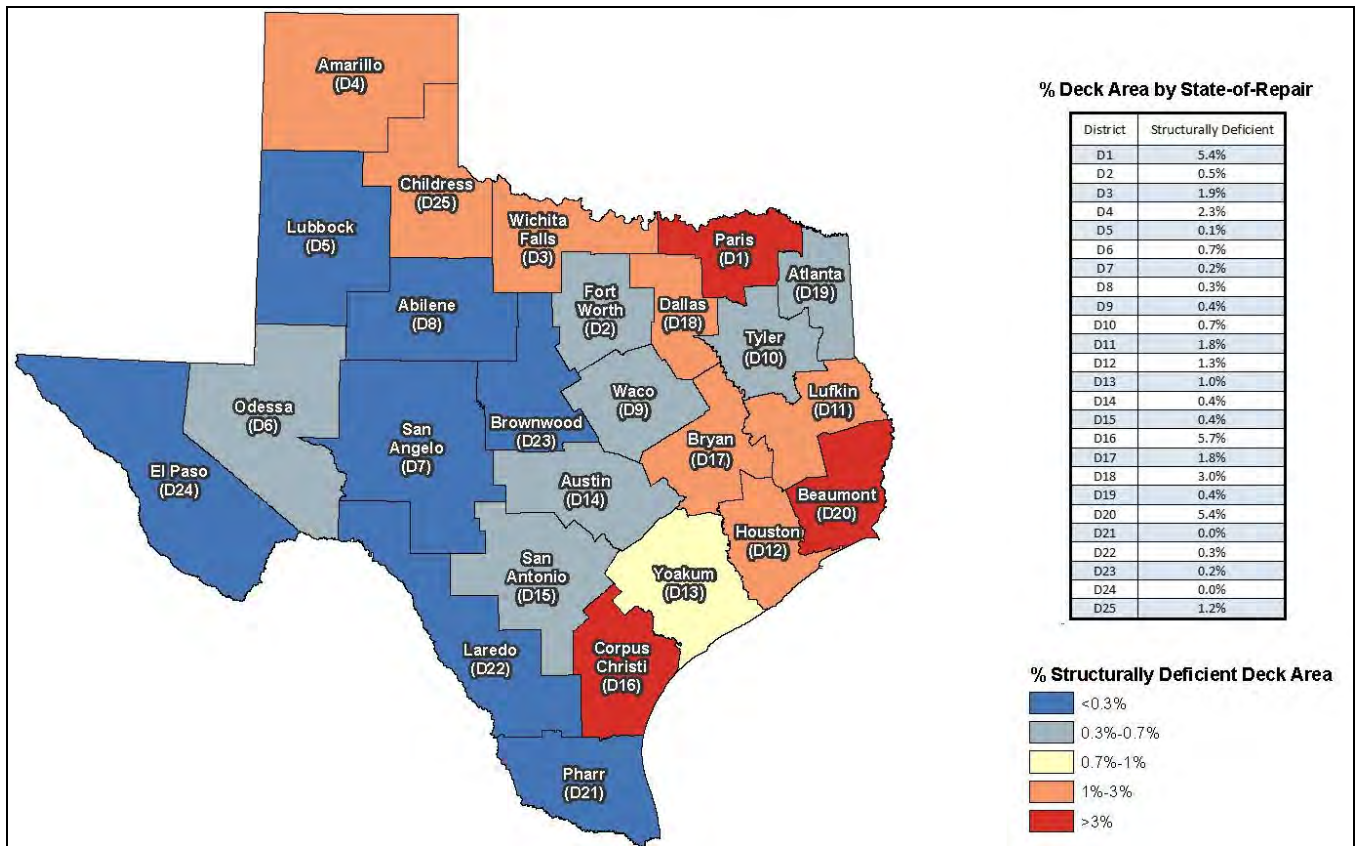 Amarillo
(D4)
Childress
(D25)
Lubbock
(D5)
Wichita
Falls
(D3)
Paris
(D1)
Atlanta
(D19)
Abilene
(D8)
Fort
Worth
(D2)
Dallas
(D18)
Tyler
(D10)
Odessa
(D6)
San
Angelo
(D7)
Brownwood
(D23)
Waco
(D9)
Lufkin
(D11)
El Paso
(D24)
Bryan
(D17)
Austin
(D14)
Beaumont
(D20)
Houston
(D12)
San
Antonio
(D15)
Yoakum
(D13)
Laredo
(D22)
Corpus
Christi
(D16)
Pharr
(D21)
% Deck Area by State-of-Repair
District Structurally Deficient
D1 5.4%
D2 0.5%
D3 1.9%
D4 2.3%
D5 0.1%
D6 0.7%
D7 0.2%
D8 0.3%
D9 0.4%
D10 0.7%
D11 1.8%
D12 1.3%
D13 1.0%
D14 0.4%
D15 0.4%
D16 5.7%
D17 1.8%
D18 3.0%
D19 0.4%
D20 5.4%
D21 0.0%
D22 0.3%
D23 0.2%
D24 0.0%
D25 1.2%
% Structurally Deficient Deck Area
<0.3%
0.3%-0.7%
0.7%-1%
1%-3%
>3%